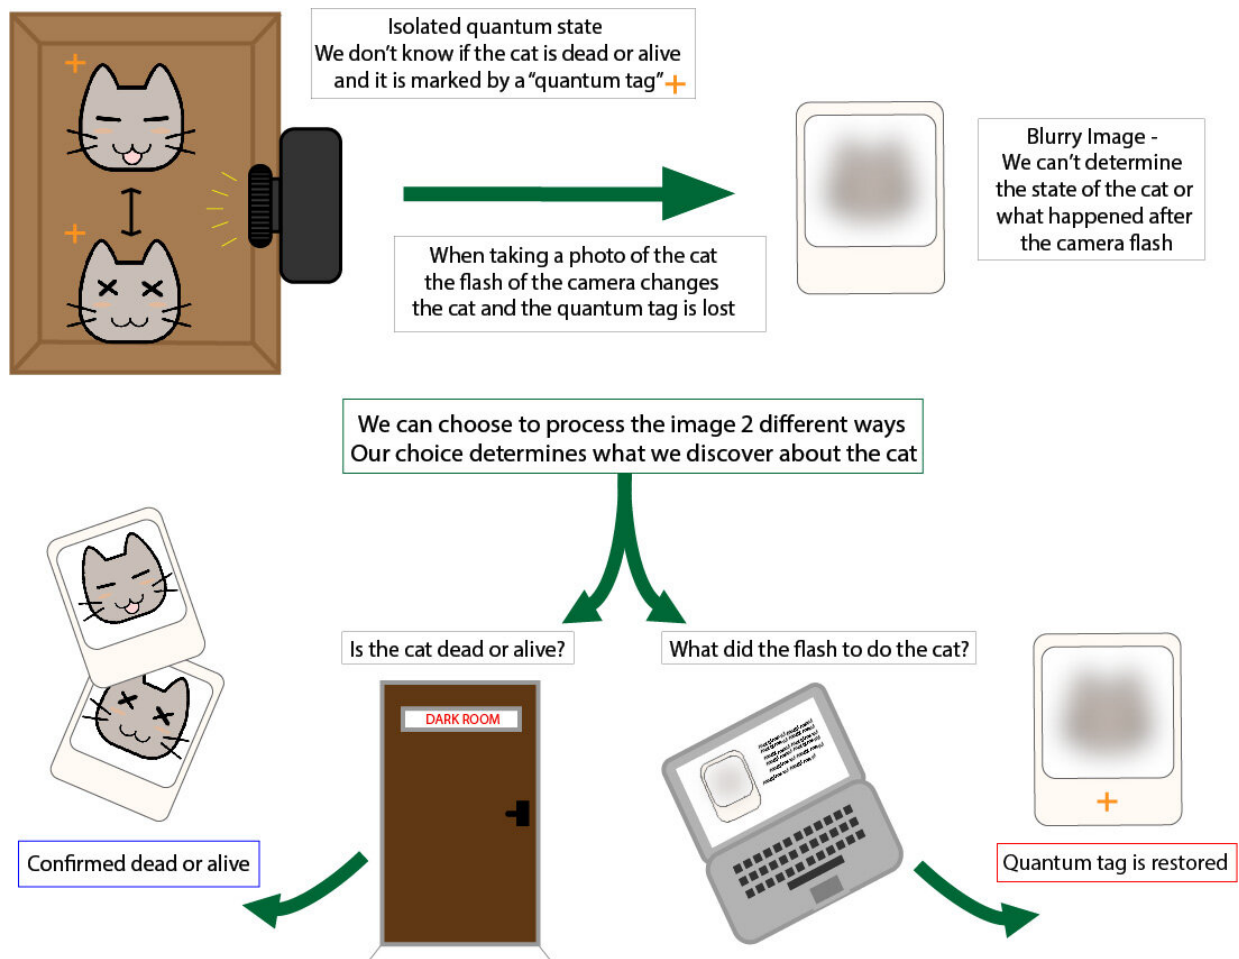 Isolated quantum state
We don't know if the cat is dead or alive
and it is marked by a "quantum tag" +
Blurry Image -
We can't determine
the state of the cat or
what happened after
the camera flash
When taking a photo of the cat
the flash of the camera changes
the cat and the quantum tag is lost
We can choose to process the image 2 different ways
Our choice determines what we discover about the cat
Is the cat dead or alive?
What did the flash to do the cat?
DARK ROOM
Confirmed dead or alive
Quantum tag is restored